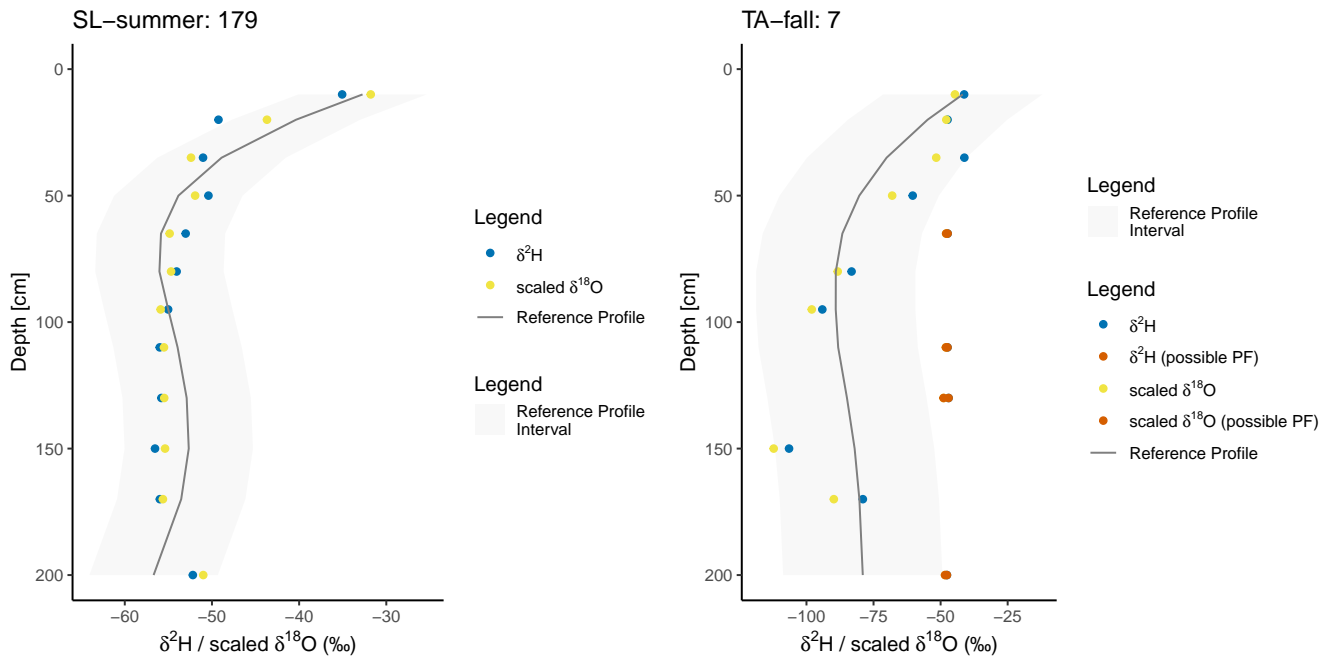 SL−summer: 179
0
50
100
150
200
Depth [cm]
−60
−50
−40
−30
δ²H / scaled δ¹⁸O (‰)
Legend
δ²H
scaled δ¹⁸O
Reference Profile
Legend
Reference Profile
Interval
TA−fall: 7
0
50
100
150
200
Depth [cm]
−100
−75
−50
−25
δ²H / scaled δ¹⁸O (‰)
Legend
Reference Profile
Interval
Legend
δ²H
δ²H (possible PF)
scaled δ¹⁸O
scaled δ¹⁸O (possible PF)
Reference Profile